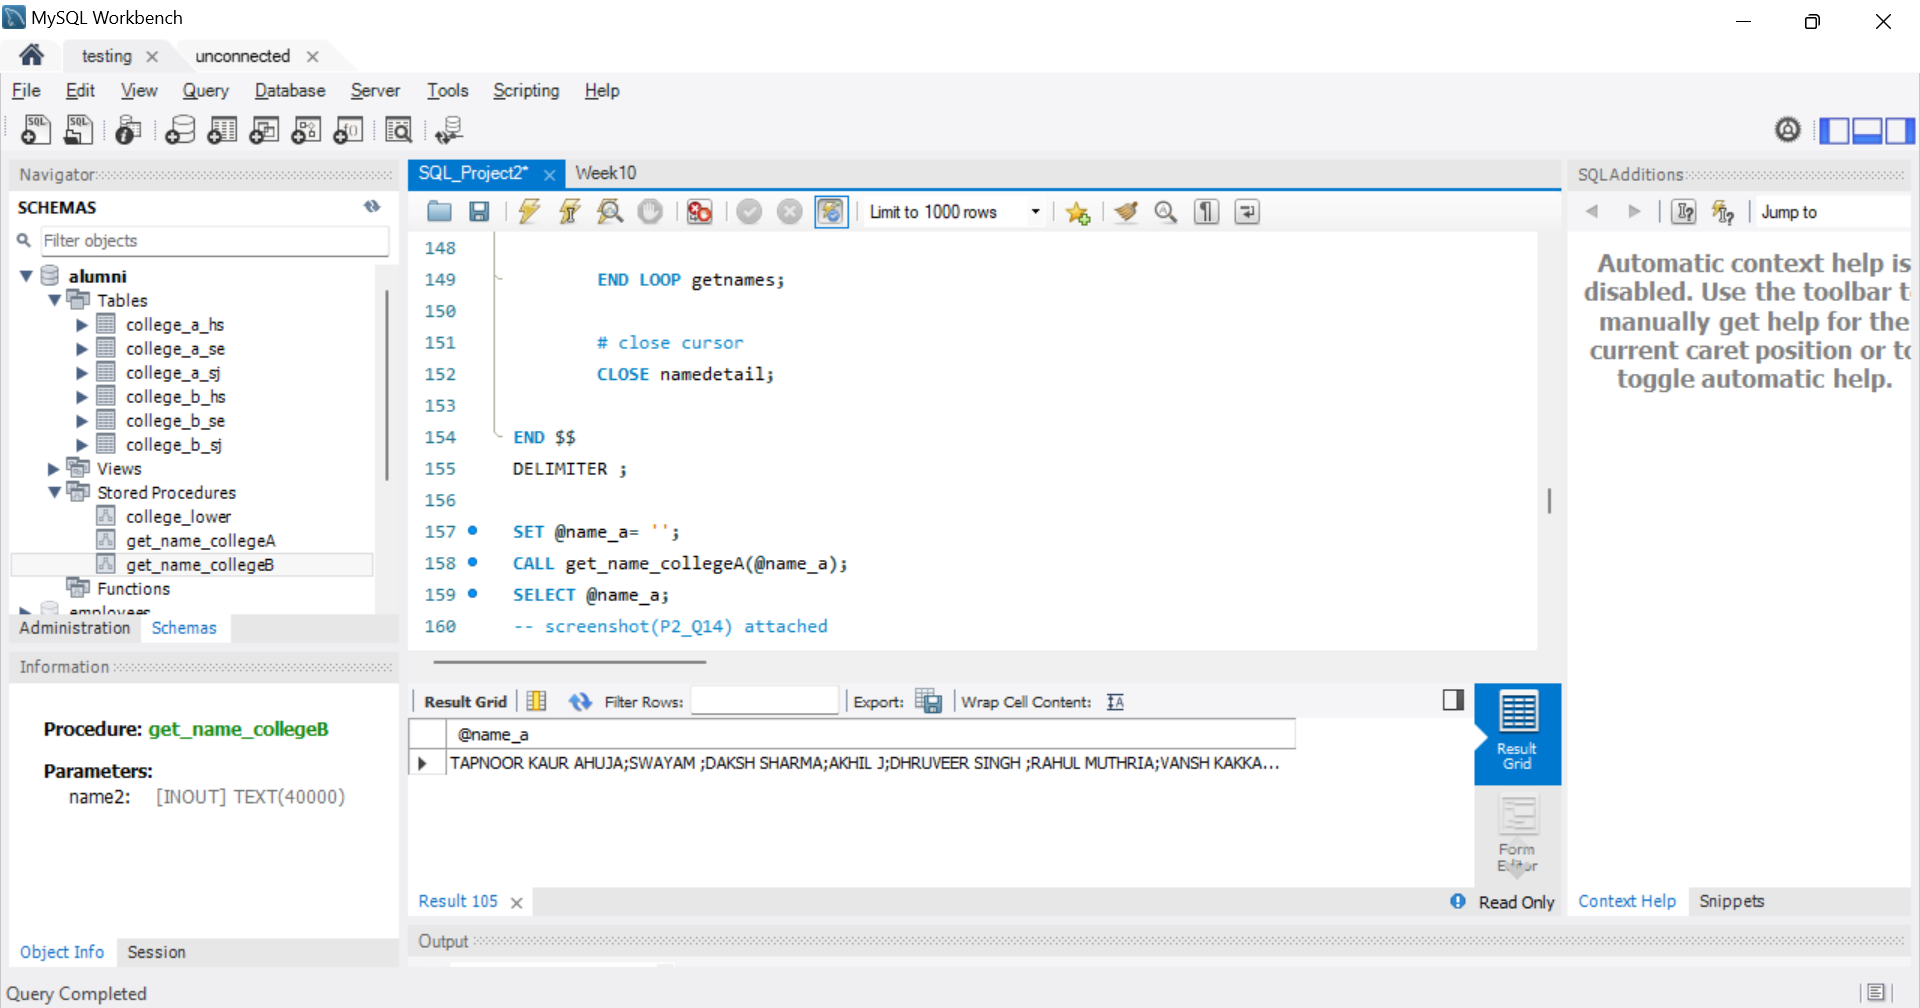 MySQL Workbench
testing
unconnected
File Edit View Query Database Server Tools Scripting Help
Navigator
SCHEMAS
Filter objects
alumni
Tables
college_a_hs
college_a_se
college_a_sj
college_b_hs
college_b_se
college_b_sj
Views
Stored Procedures
college_lower
get_name_collegeA
get_name_collegeB
Functions
employees
Administration Schemas
Information
Procedure: get_name_collegeB
Parameters:
name2: [INOUT] TEXT(40000)
Object Info Session
Query Completed
SQL_Project2* Week10
Limit to 1000 rows
148
149 END LOOP getnames;
150
151 # close cursor
152 CLOSE namedetail;
153
154 END $$
155 DELIMITER ;
156
157 SET @name_a= '';
158 CALL get_name_collegeA(@name_a);
159 SELECT @name_a;
160 -- screenshot(P2_Q14) attached
Result Grid Filter Rows: Export: Wrap Cell Content:
@name_a
TAPNOOR KAUR AHUJA;SWAYAM ;DAKSH SHARMA;AKHIL J;DHRUVEER SINGH ;RAHUL MUTHRIA;VANSH KAKKA...
Result
Grid
Form
Editor
Result 105
Read Only
Output
SQLAdditions
Jump to
Automatic context help is
disabled. Use the toolbar t
manually get help for the
current caret position or to
toggle automatic help.
Context Help Snippets